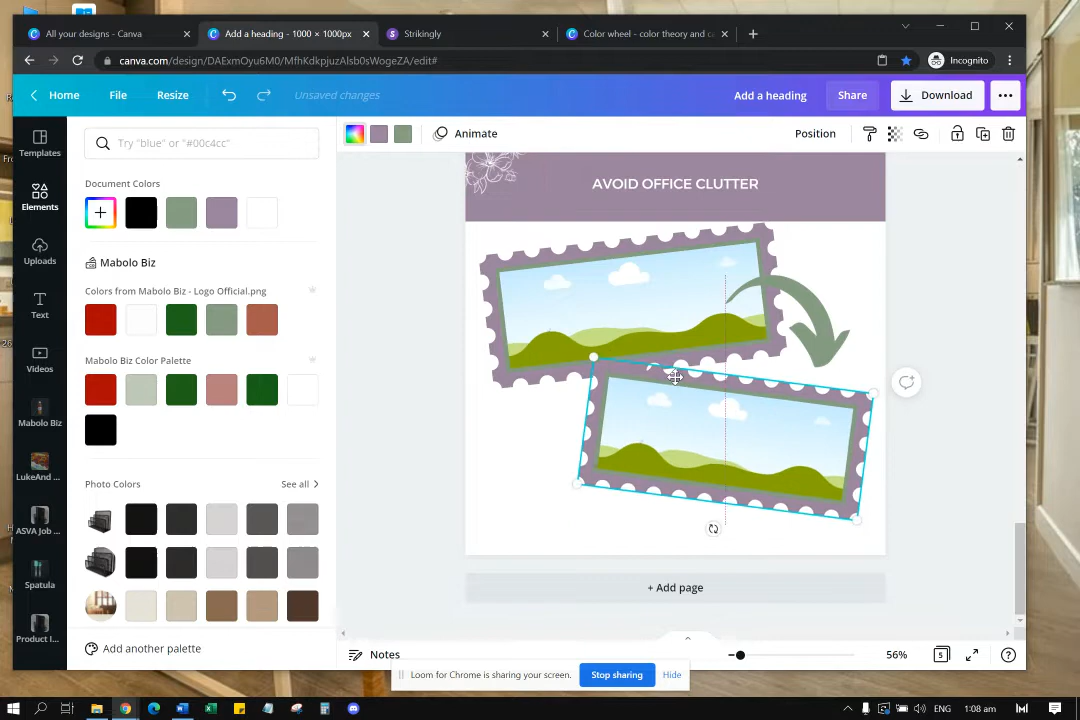 All your designs - Canva
Add a heading - 1000 × 1000px
Strikingly
Color wheel - color theory and ca
canva.com/design/DAExmOyu6M0/MfhKdkpjuzAlsb0sWogeZA/edit#
Incognito
Home
File
Resize
Unsaved changes
Add a heading
Share
Download
Try "blue" or "#00c4cc"
Animate
Position
Templates
Elements
Uploads
Text
Videos
Mabolo Biz
LukeAnd ...
ASVA Job ...
Spatula
Product I...
Document Colors
Mabolo Biz
Colors from Mabolo Biz - Logo Official.png
Mabolo Biz Color Palette
Photo Colors
See all
Add another palette
AVOID OFFICE CLUTTER
+ Add page
Notes
56%
5
Loom for Chrome is sharing your screen.
Stop sharing
Hide
ENG
1:08 am